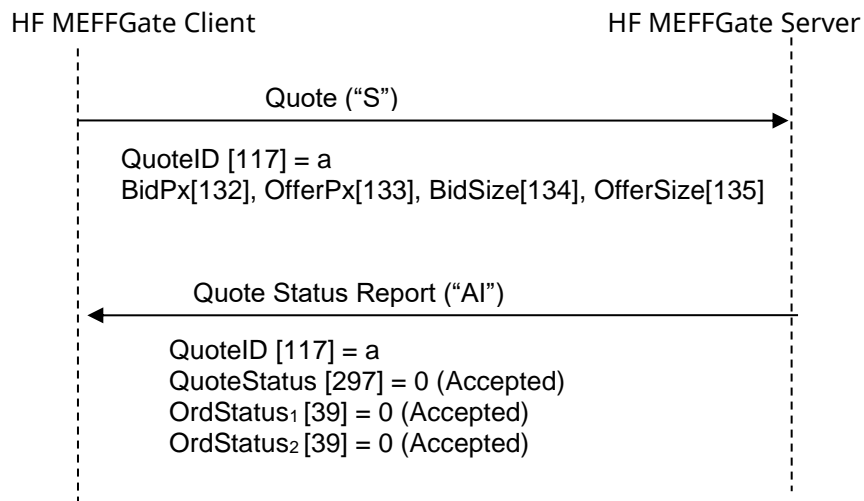 HF MEFFGate Client HF MEFFGate Server
Quote (“S”)
QuoteID [117] = a
BidPx[132], OfferPx[133], BidSize[134], OfferSize[135]
Quote Status Report (“AI”)
QuoteID [117] = a
QuoteStatus [297] = 0 (Accepted)
OrdStatus₁ [39] = 0 (Accepted)
OrdStatus₂ [39] = 0 (Accepted)